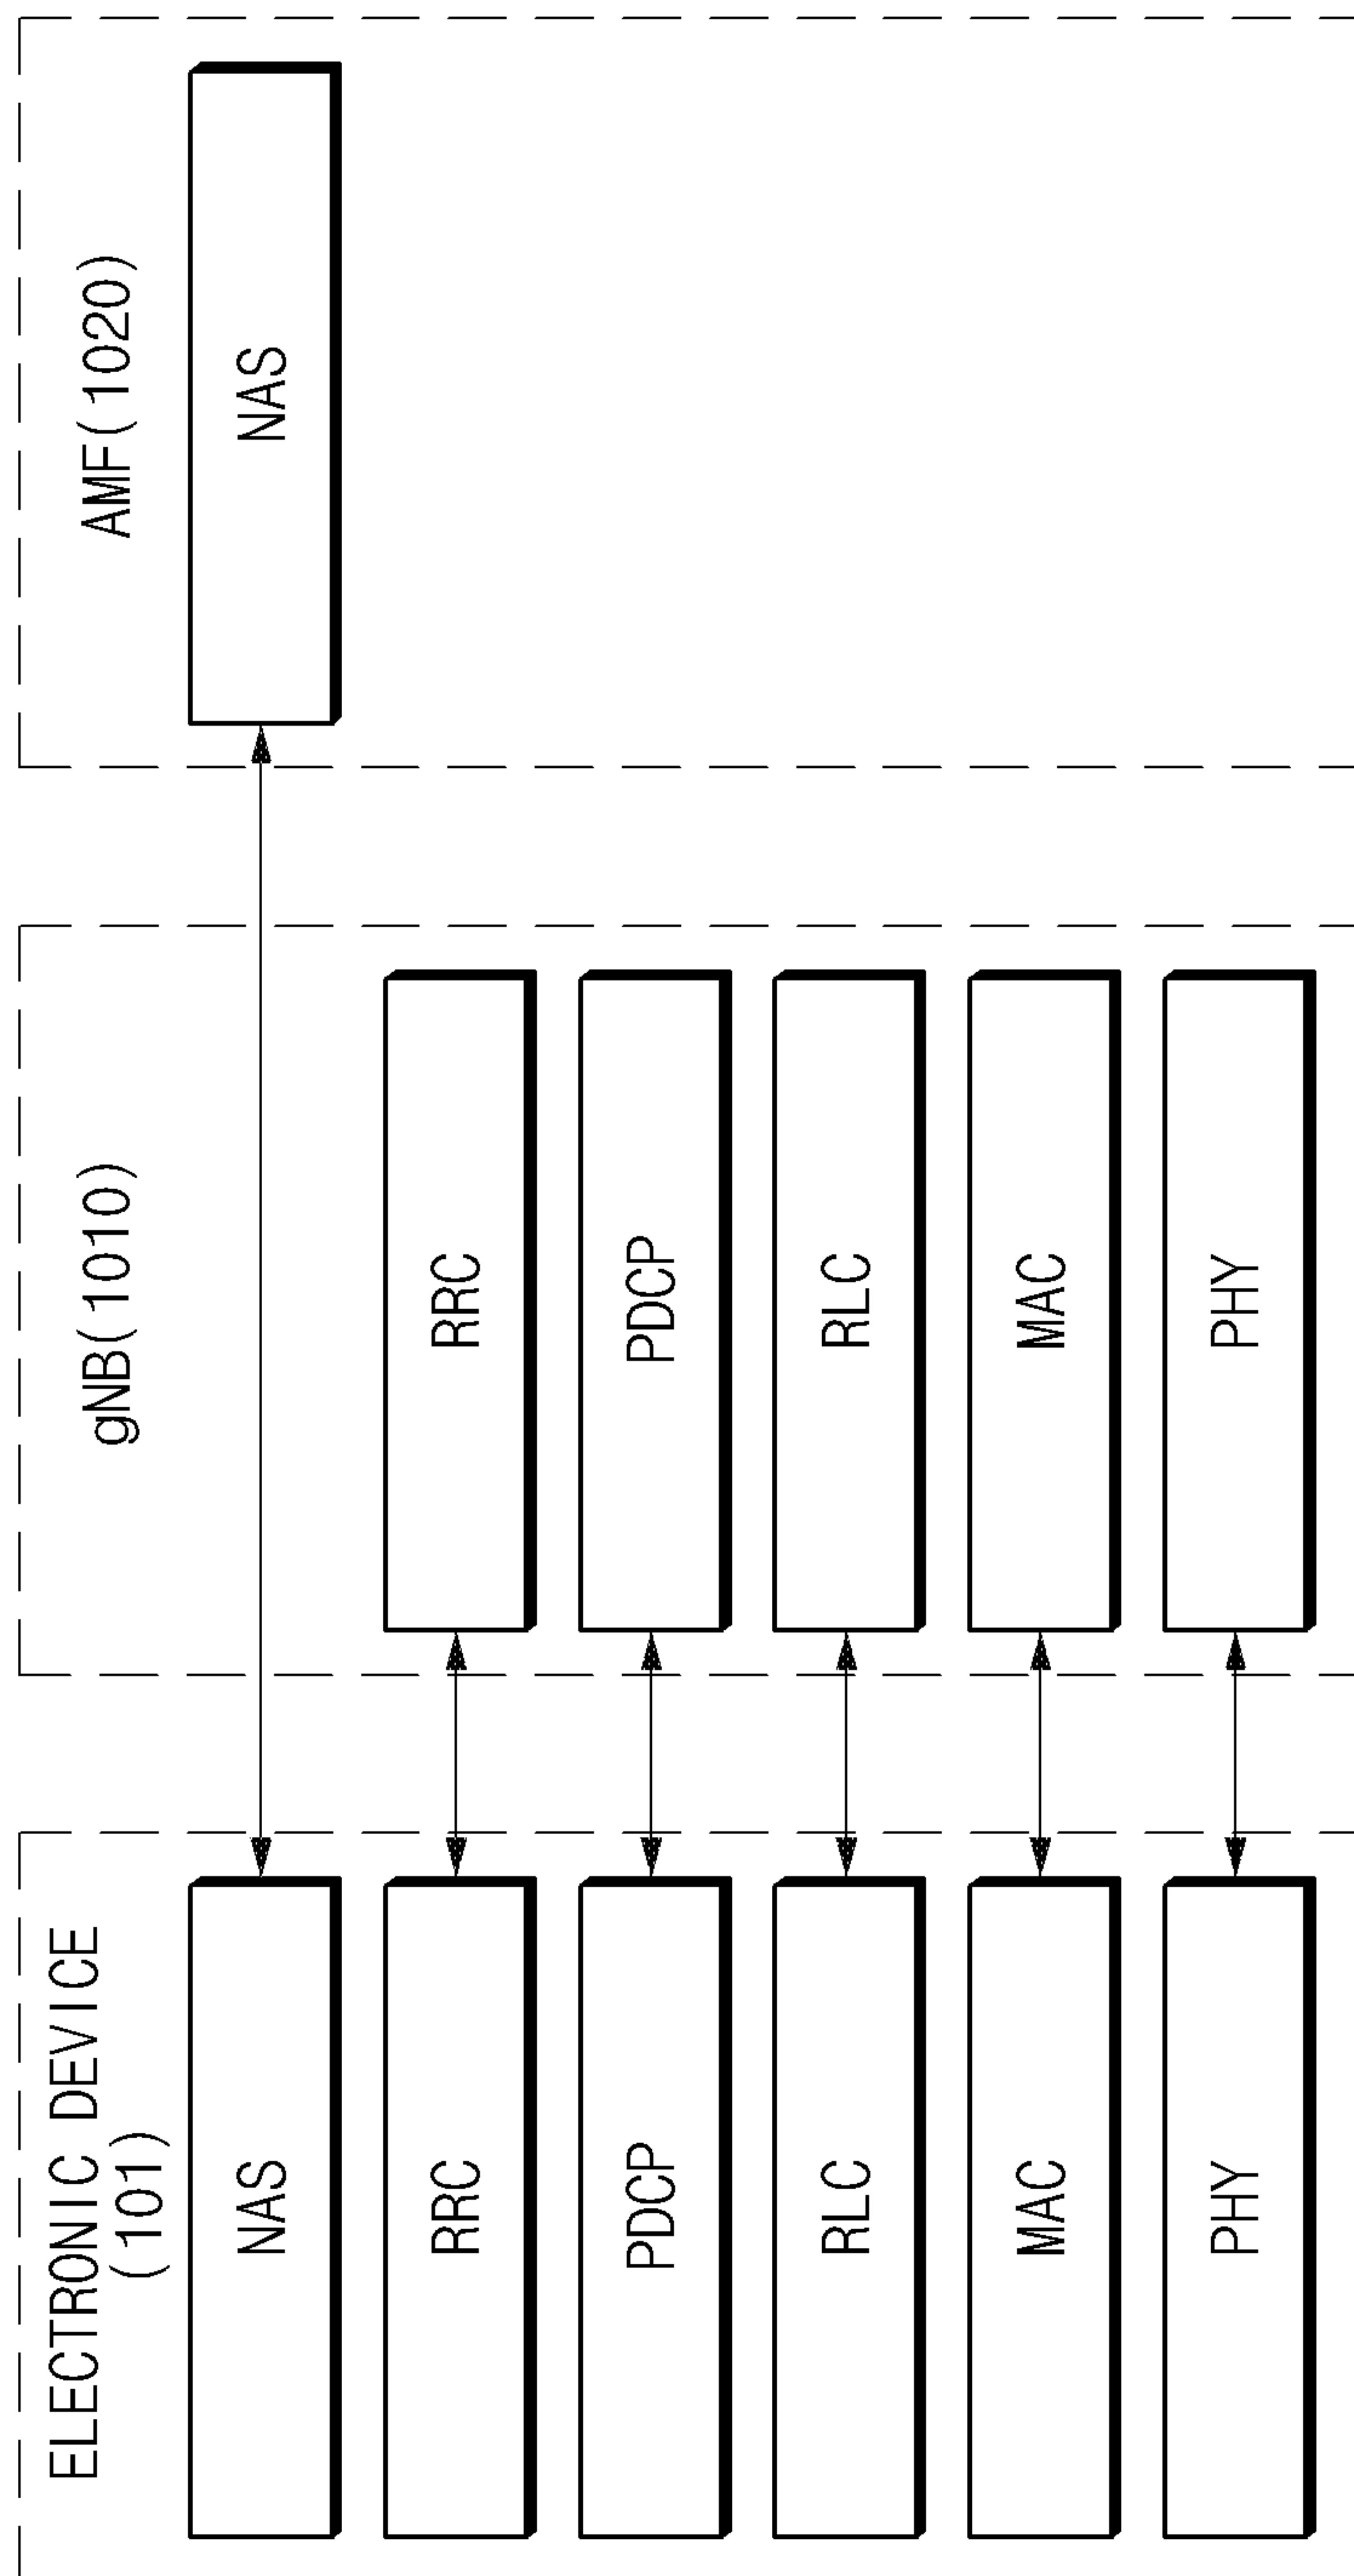 ELECTRONIC DEVICE
(101)
NAS
RRC
PDCP
RLC
MAC
PHY
gNB(1010)
RRC
PDCP
RLC
MAC
PHY
AMF(1020)
NAS